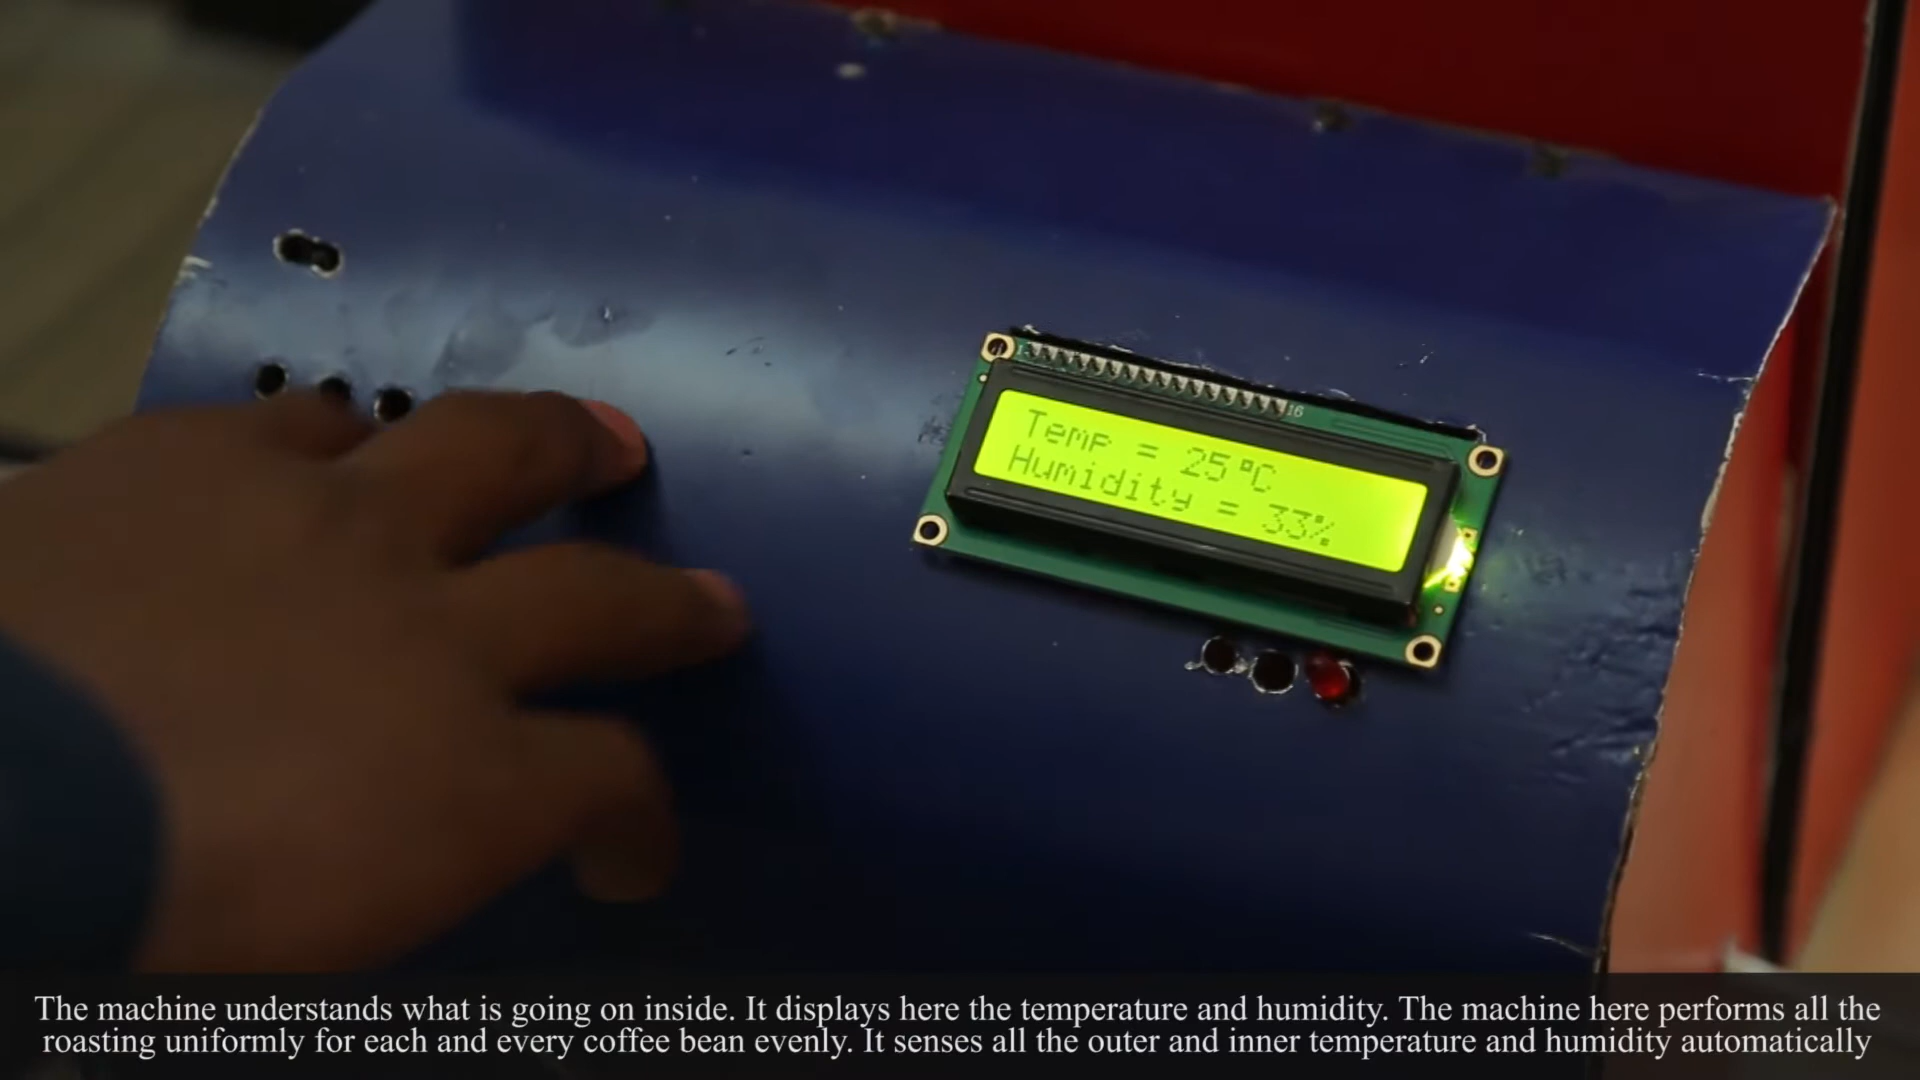 1
16
Temp = 25°C
Humidity = 33%
The machine understands what is going on inside. It displays here the temperature and humidity. The machine here performs all the
roasting uniformly for each and every coffee bean evenly. It senses all the outer and inner temperature and humidity automatically